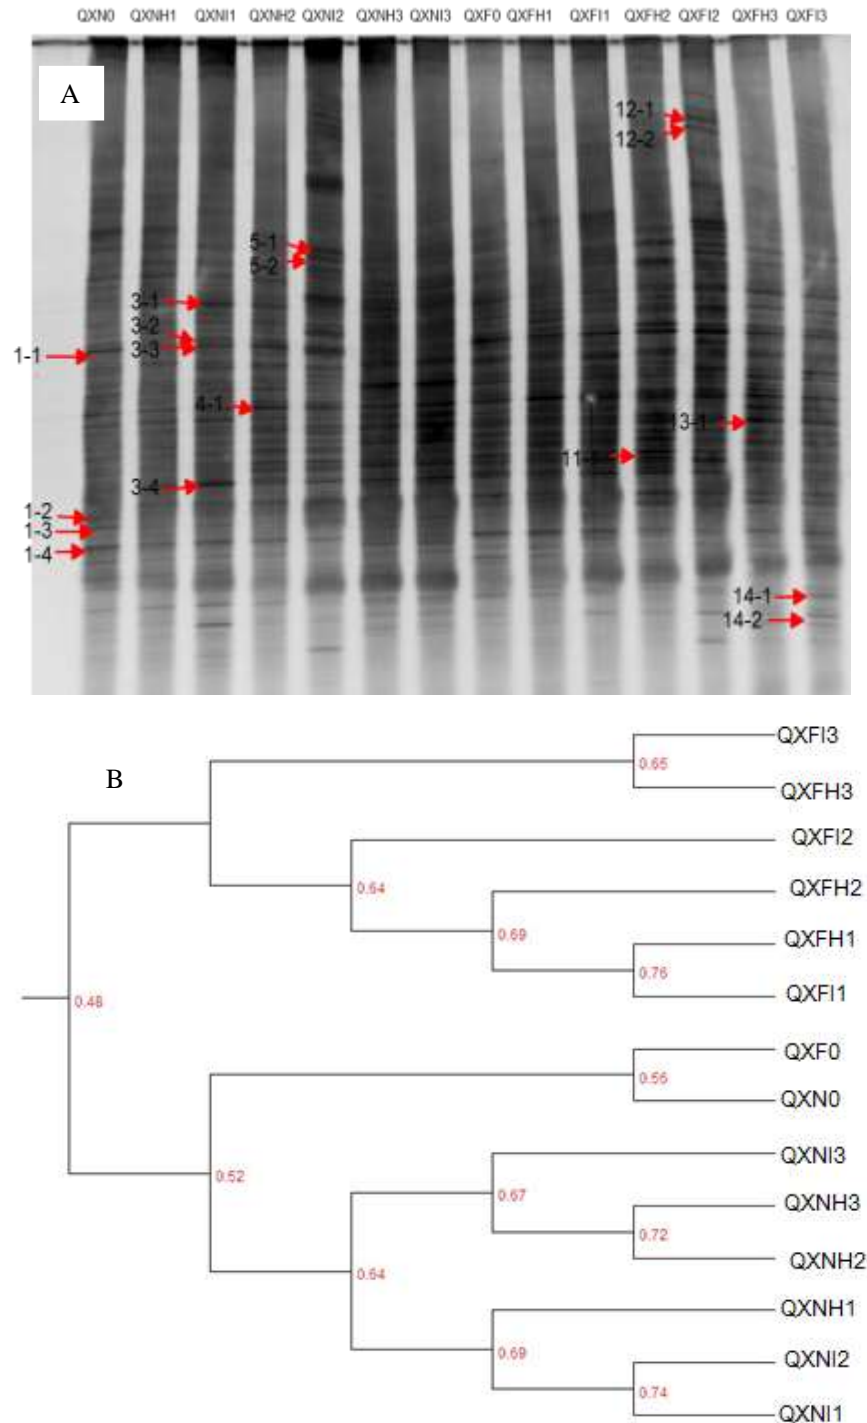 QXN0 QXNH1 QXNI1 QXNH2 QXNI2 QXNH3 QXNI3 QXF0 QXFH1 QXFI1 QXFH2 QXFI2 QXFH3 QXFI3
A
12-1
12-2
5-1
5-2
3-1
3-2
3-3
1-1
4-1
13-1
11-1
3-4
1-2
1-3
1-4
14-1
14-2
B
QXFI3
0.65
QXFH3
QXFI2
0.64
QXFH2
0.69
QXFH1
0.76
QXFI1
0.48
QXF0
0.56
QXN0
0.52
QXNI3
0.67
QXNH3
0.72
QXNH2
0.64
QXNH1
0.69
QXNI2
0.74
QXNI1